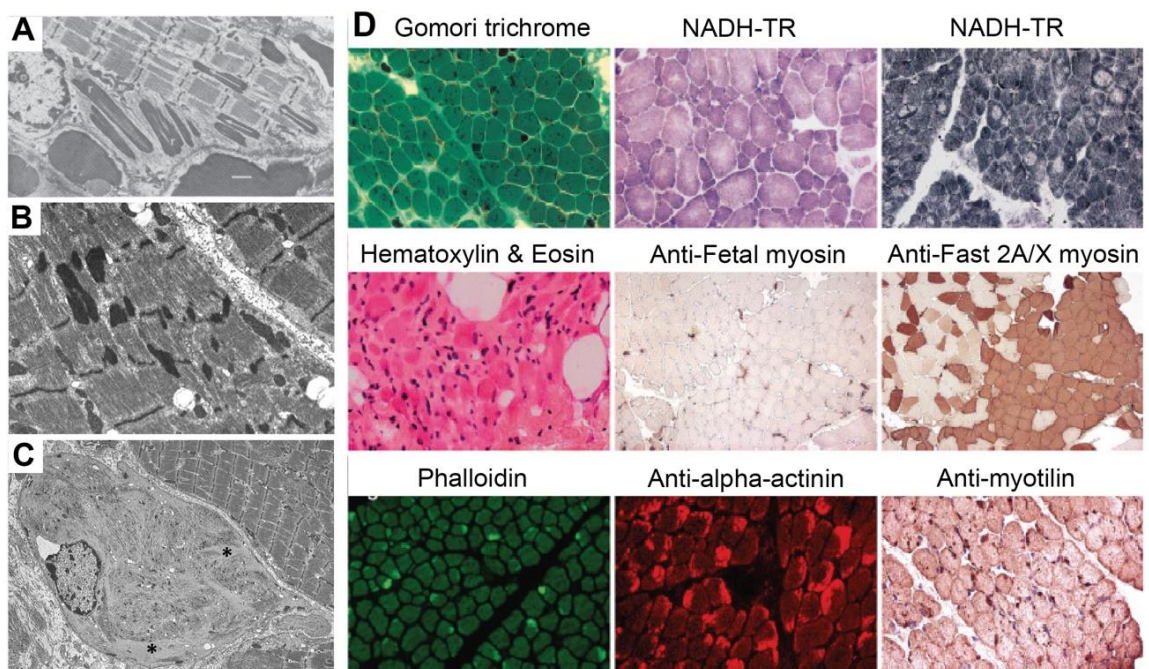 A
B
C
*
*
D
Gomori trichrome NADH-TR NADH-TR
Hematoxylin & Eosin Anti-Fetal myosin Anti-Fast 2A/X myosin
Phalloidin Anti-alpha-actinin Anti-myotilin